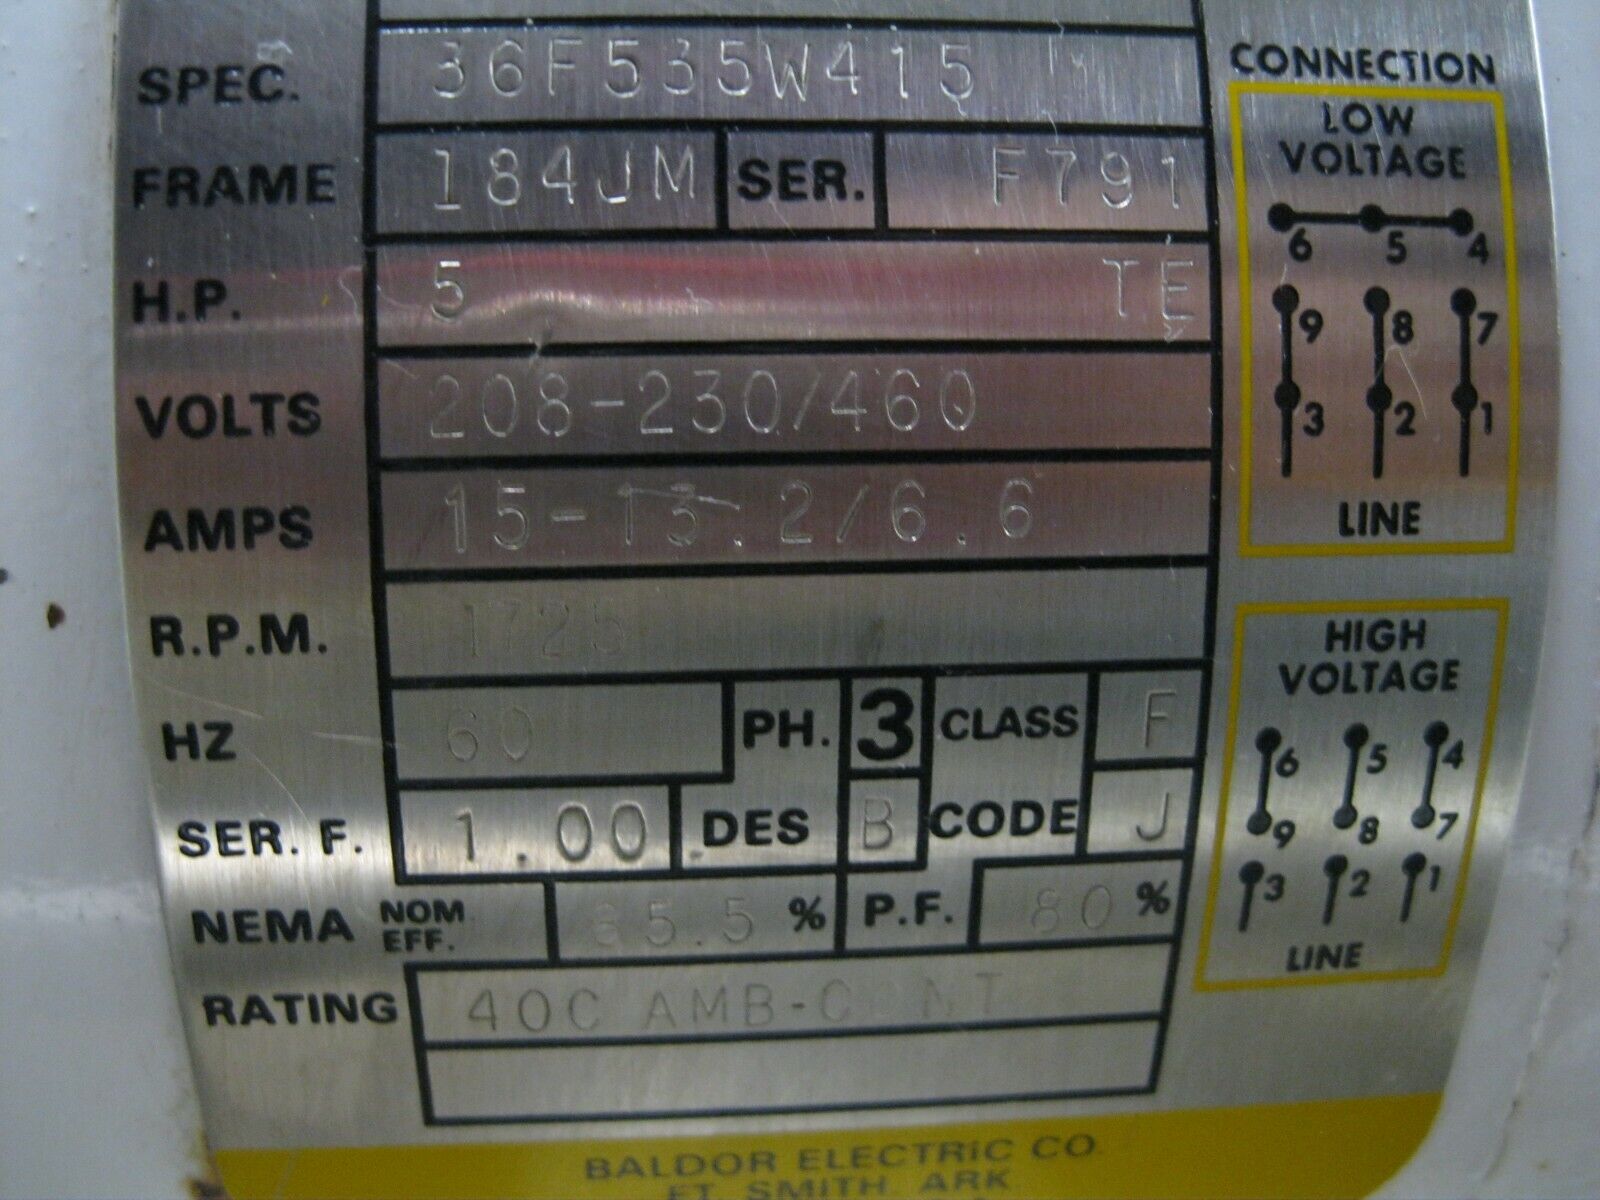 SPEC. 36F535W415
FRAME 184JM SER. F791
H.P. 5 TE
VOLTS 208-230/460
AMPS 15-13.2/6.6
R.P.M. 1725
HZ 60 PH. 3 CLASS F
SER. F. 1.00 DES B CODE J
NEMA NOM EFF. 85.5 % P.F. 80 %
RATING 40C AMB-CONT
BALDOR ELECTRIC CO.
FT. SMITH, ARK.
CONNECTION
LOW
VOLTAGE
6 5 4
9 8 7
3 2 1
LINE
HIGH
VOLTAGE
6 5 4
9 8 7
3 2 1
LINE